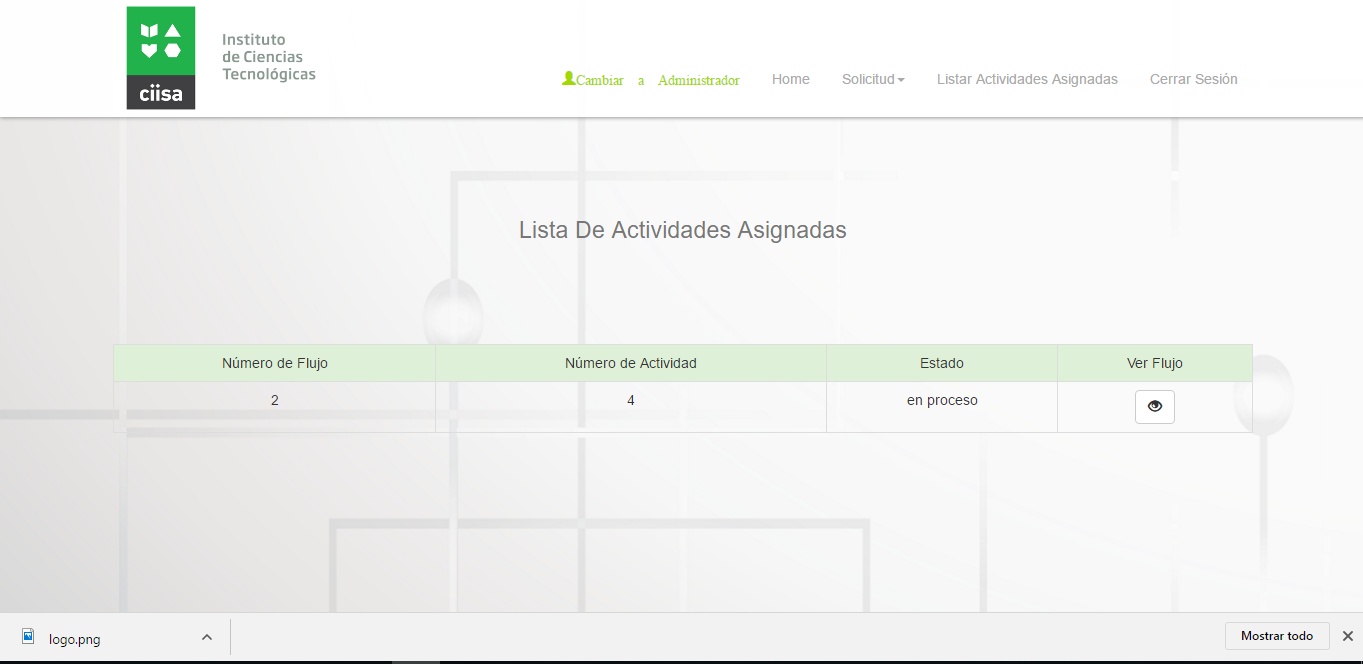 Instituto
de Ciencias
Tecnológicas
ciisa
Cambiar a Administrador Home Solicitud Listar Actividades Asignadas Cerrar Sesión
Lista De Actividades Asignadas
Número de Flujo Número de Actividad Estado Ver Flujo
2 4 en proceso
logo.png Mostrar todo